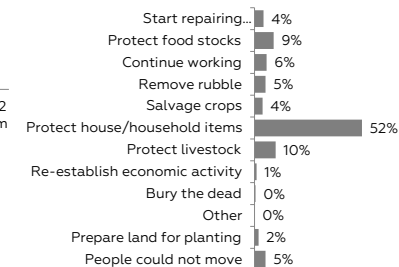 Start repairing... 4%
Protect food stocks 9%
Continue working 6%
Remove rubble 5%
Salvage crops 4%
2
m
Protect house/household items 52%
Protect livestock 10%
Re-establish economic activity 1%
Bury the dead 0%
Other 0%
Prepare land for planting 2%
People could not move 5%